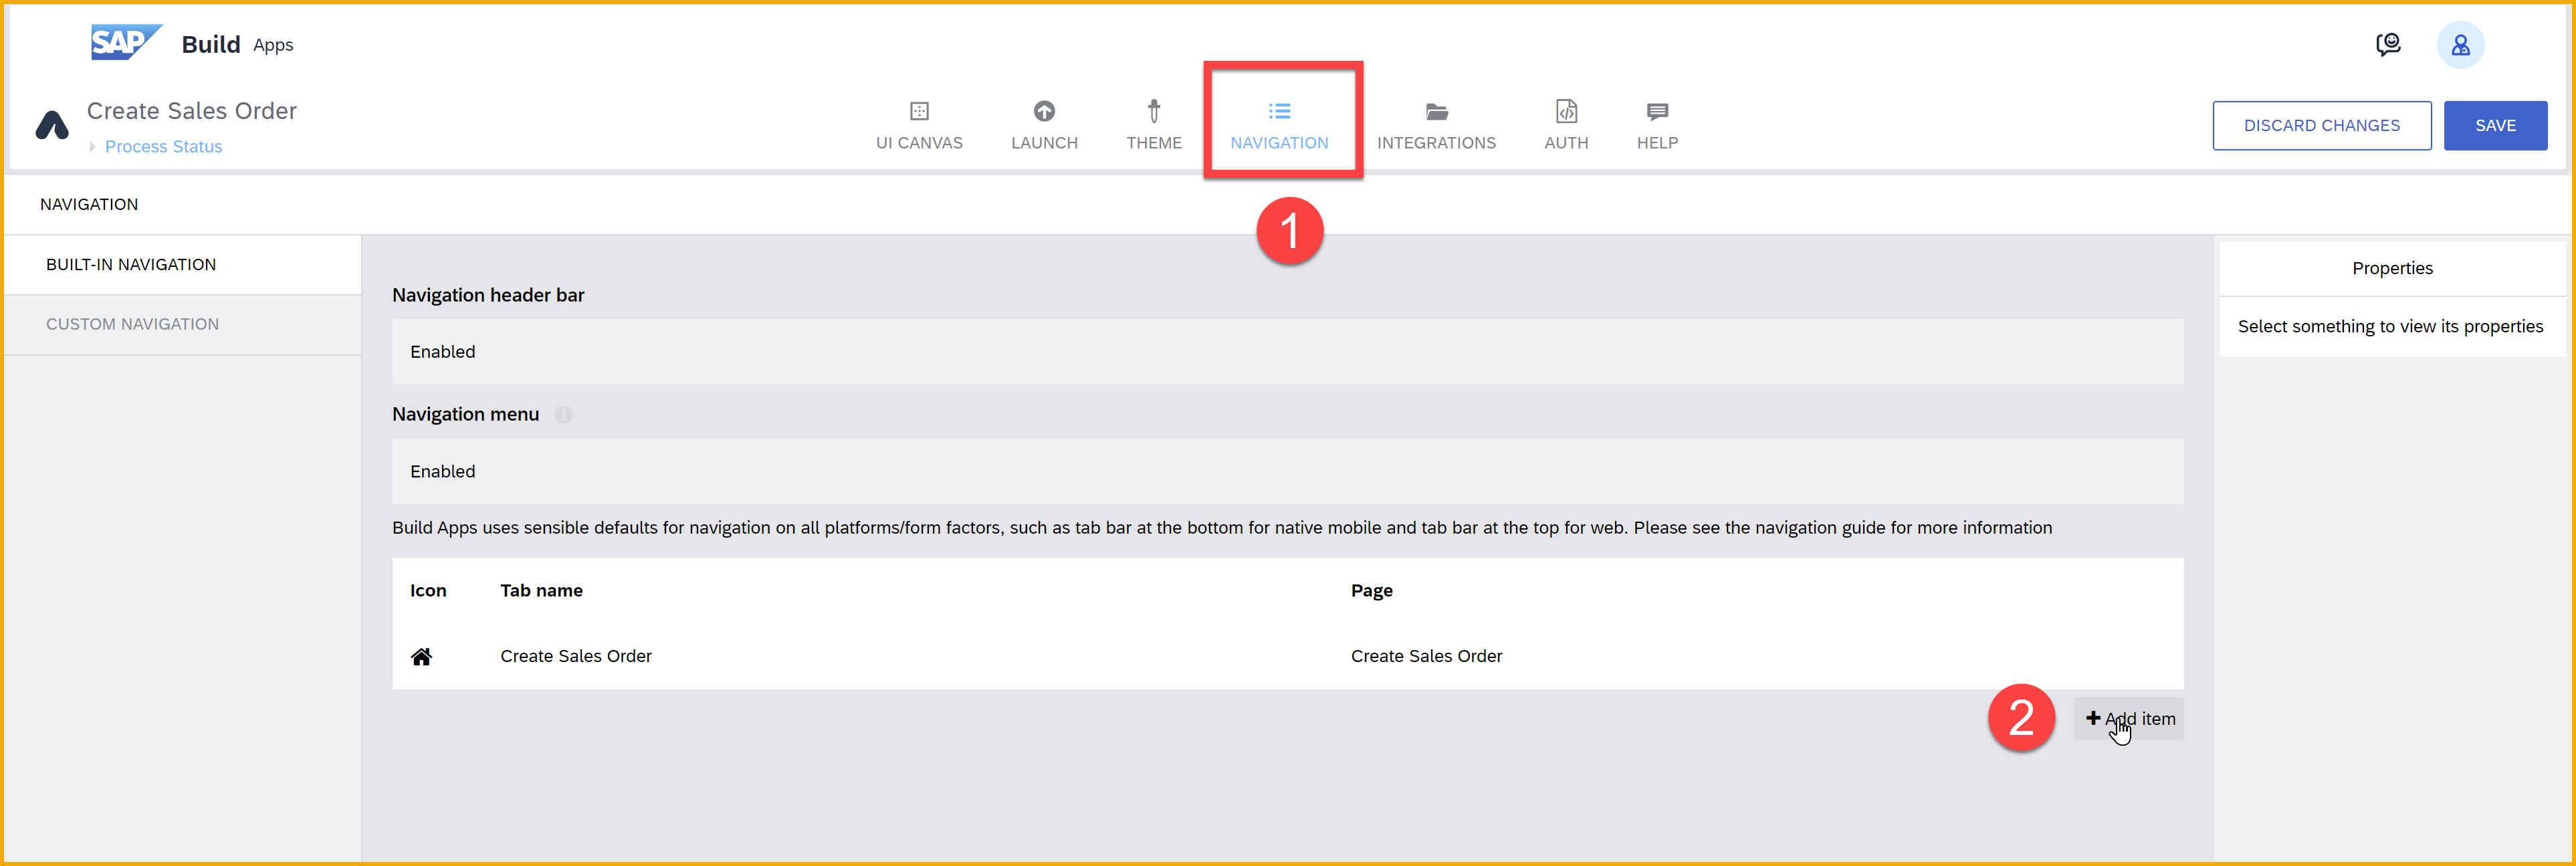 SAP Build Apps
Create Sales Order
Process Status
UI CANVAS
LAUNCH
THEME
NAVIGATION
INTEGRATIONS
AUTH
HELP
DISCARD CHANGES
SAVE
1
NAVIGATION
BUILT-IN NAVIGATION
CUSTOM NAVIGATION
Navigation header bar
Enabled
Navigation menu
Enabled
Build Apps uses sensible defaults for navigation on all platforms/form factors, such as tab bar at the bottom for native mobile and tab bar at the top for web. Please see the navigation guide for more information
Icon Tab name Page
Create Sales Order Create Sales Order
2
Add item
Properties
Select something to view its properties